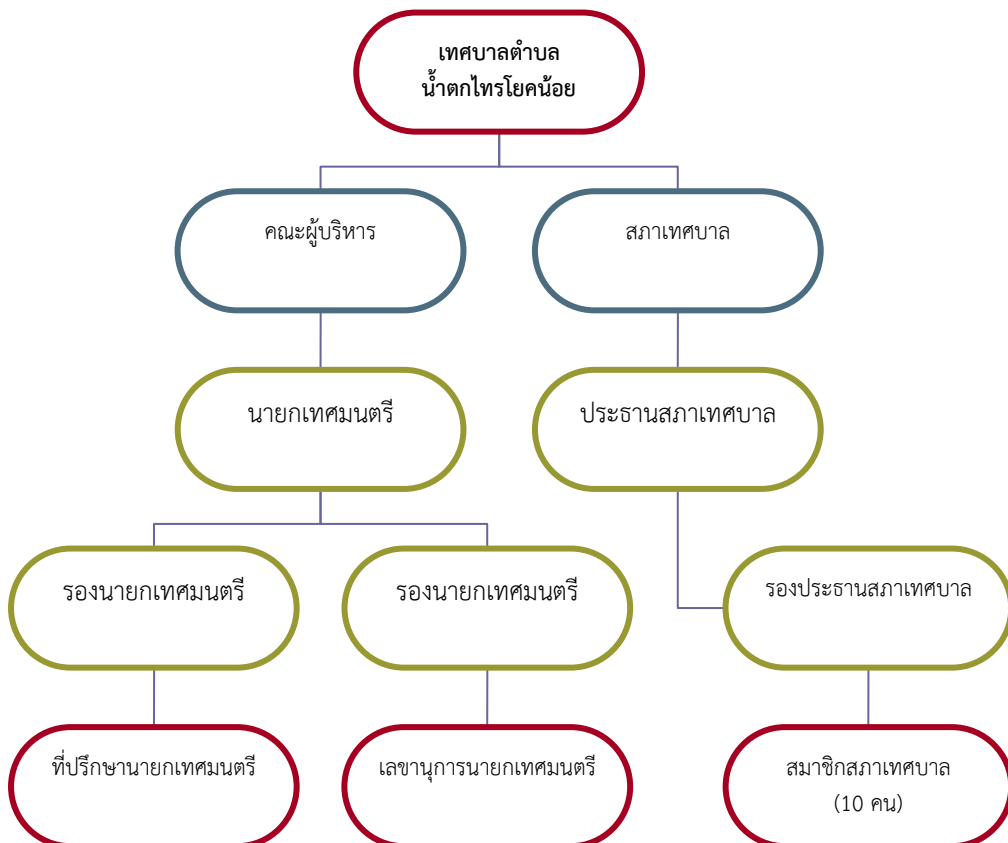 เทศบาลตำบล
น้ำตกไทรโยคน้อย
คณะผู้บริหาร
สภาเทศบาล
นายกเทศมนตรี
ประธานสภาเทศบาล
รองนายกเทศมนตรี
รองนายกเทศมนตรี
รองประธานสภาเทศบาล
ที่ปรึกษานายกเทศมนตรี
เลขานุการนายกเทศมนตรี
สมาชิกสภาเทศบาล
(10 คน)